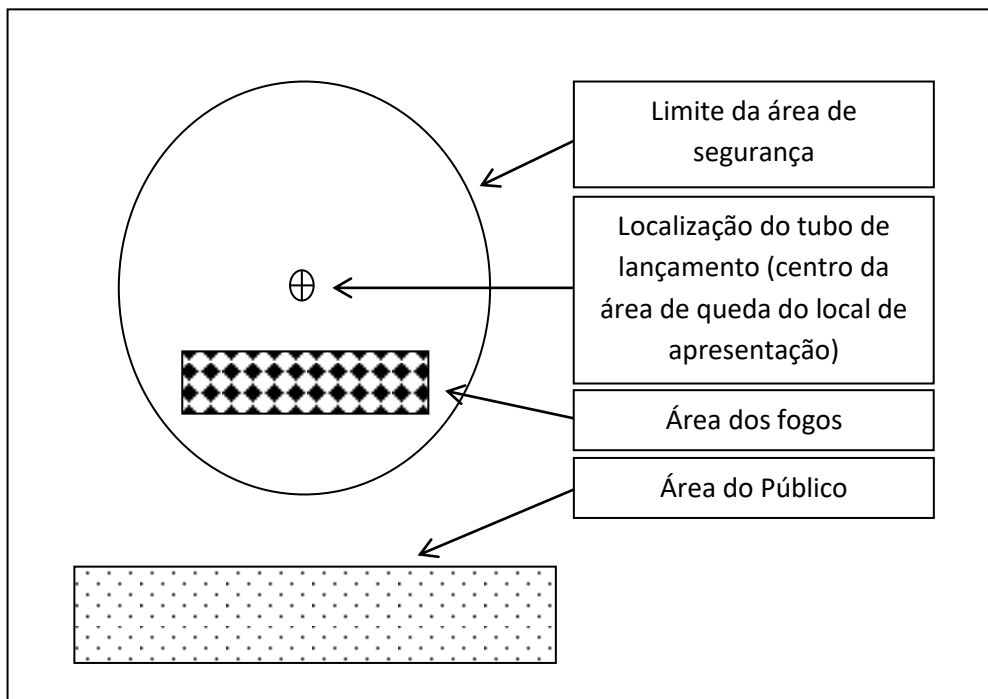 Limite da área de
segurança
Localização do tubo de
lançamento (centro da
área de queda do local de
apresentação)
Área dos fogos
Área do Público